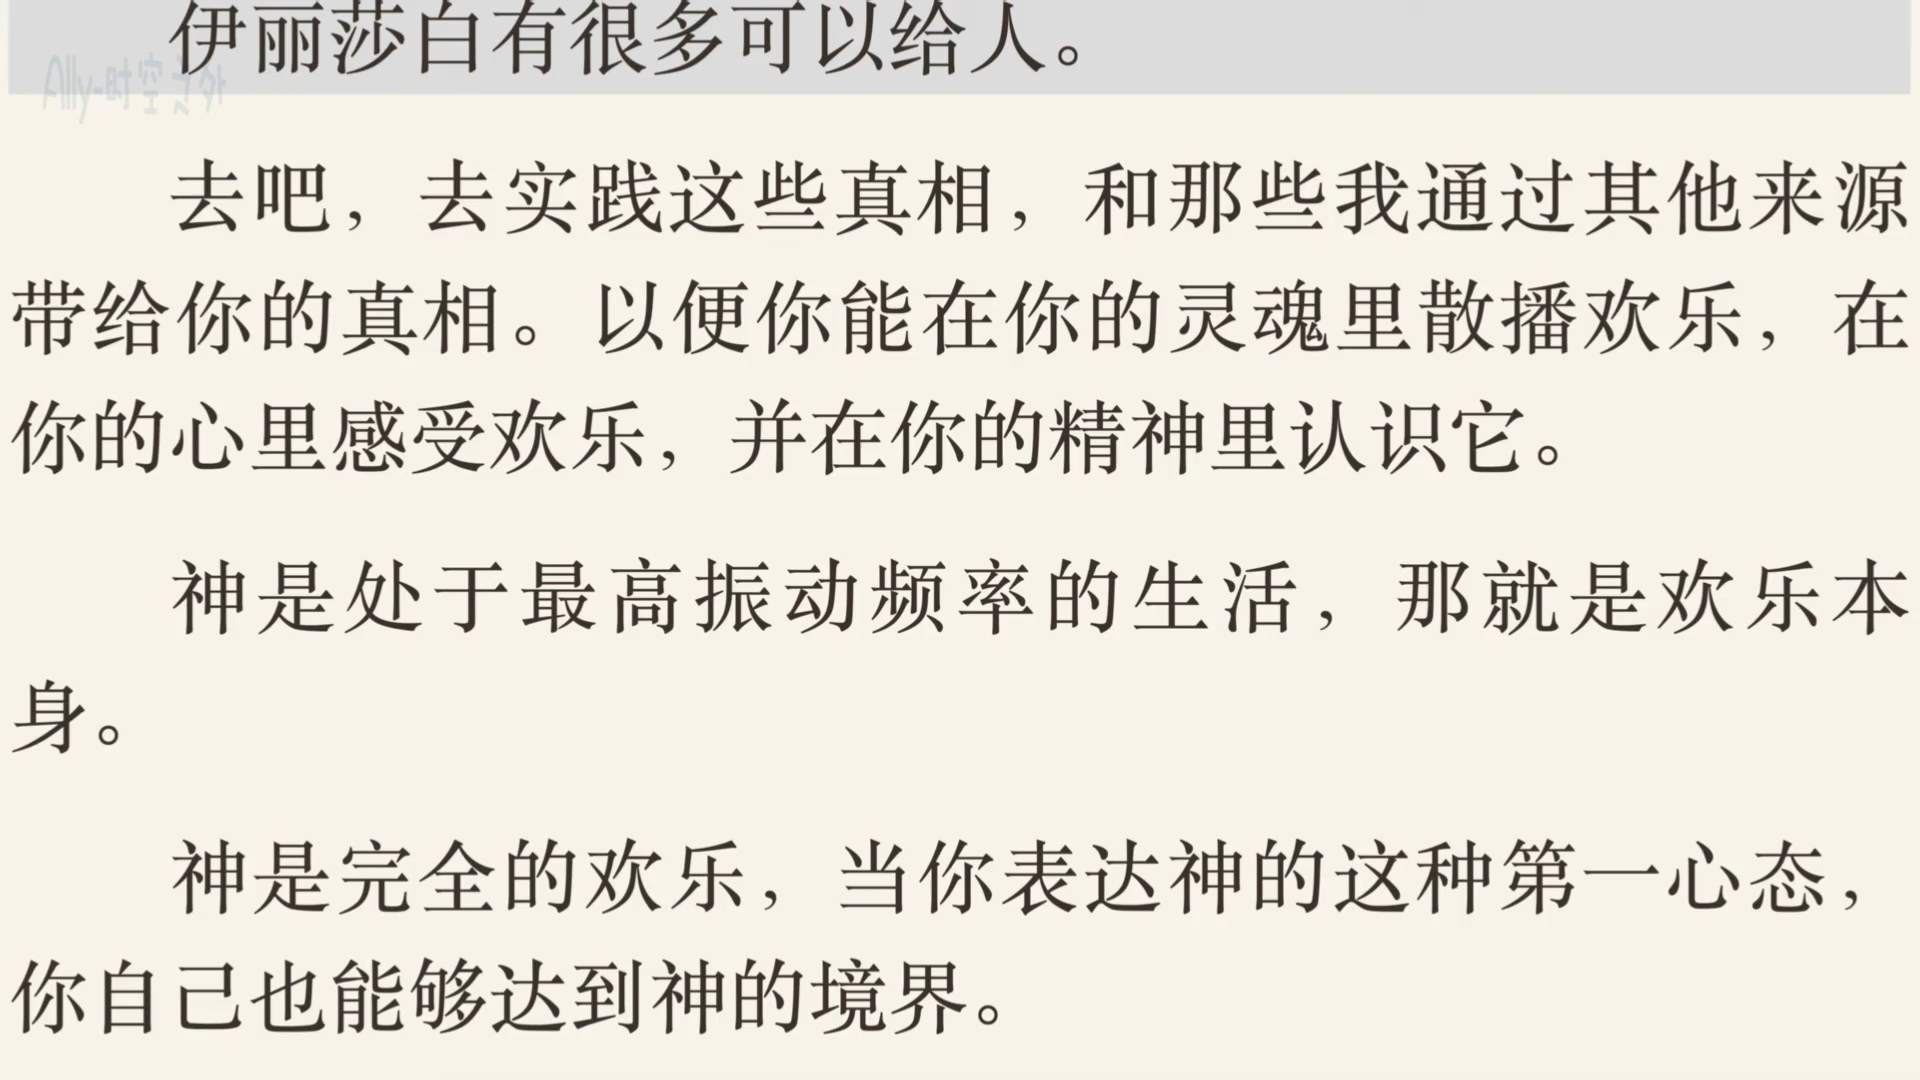 伊丽莎白有很多可以给人。
Ally-时空意外
去吧，去实践这些真相，和那些我通过其他来源
带给你的真相。以便你能在你的灵魂里散播欢乐，在
你的心里感受欢乐，并在你的精神里认识它。
神是处于最高振动频率的生活，那就是欢乐本
身。
神是完全的欢乐，当你表达神的这种第一心态，
你自己也能够达到神的境界。